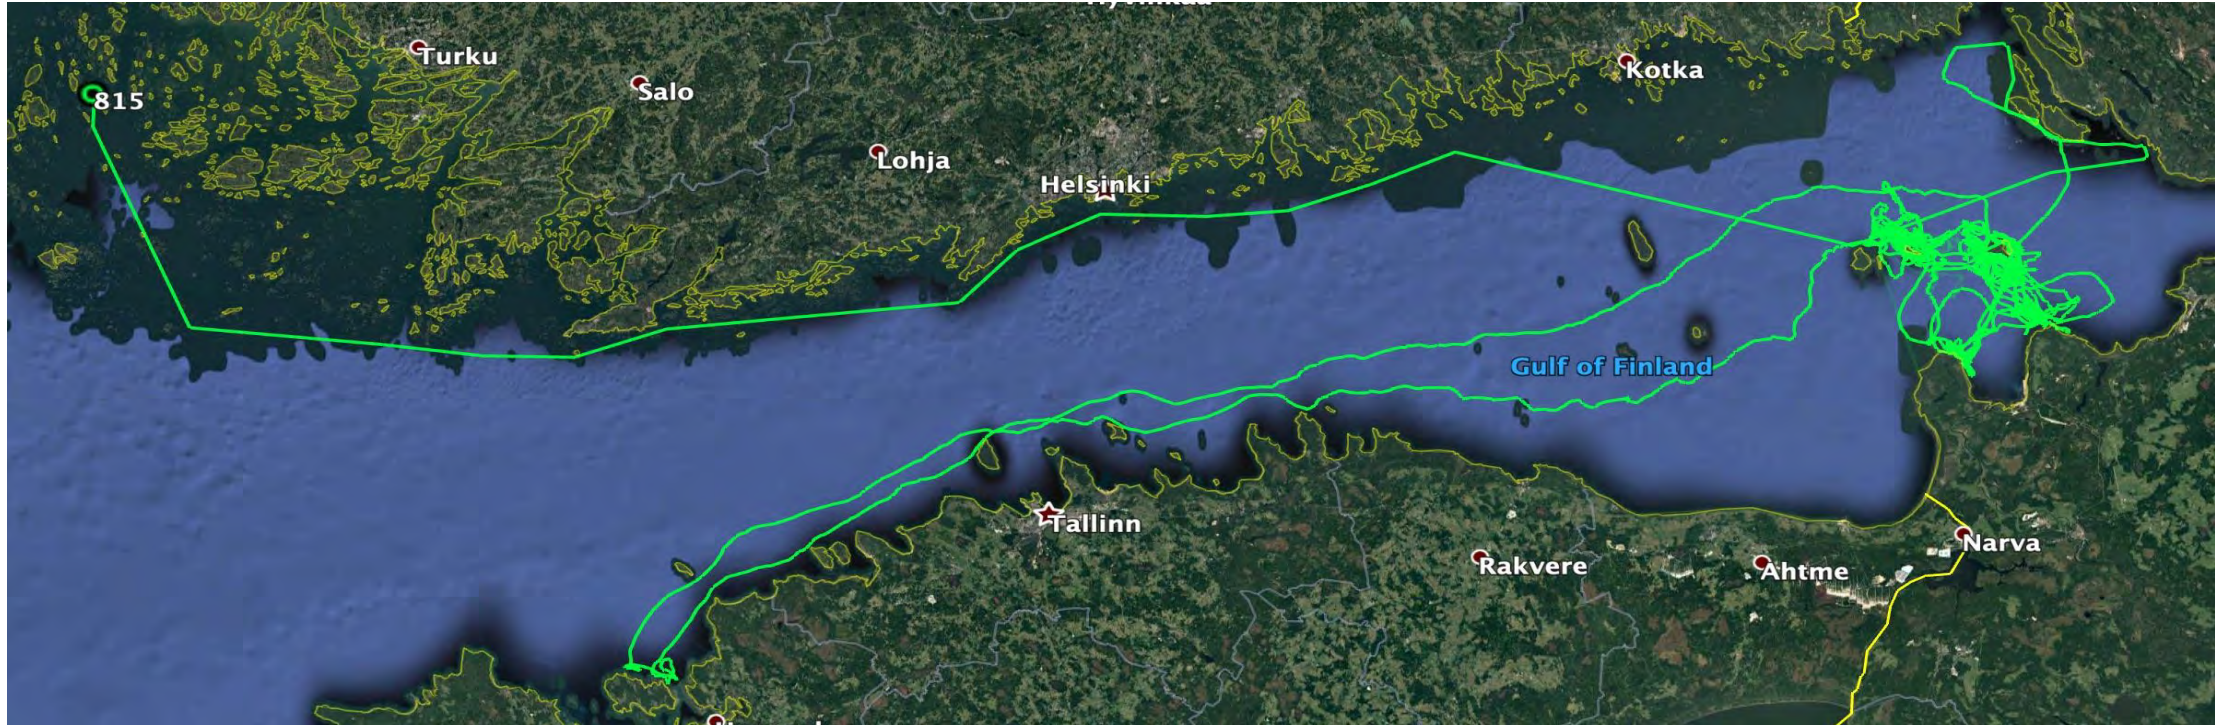 Turku
Salo
Kotka
815
Lohja
Helsinki
Gulf of Finland
Tallinn
Narva
Rakvere
Ahtme